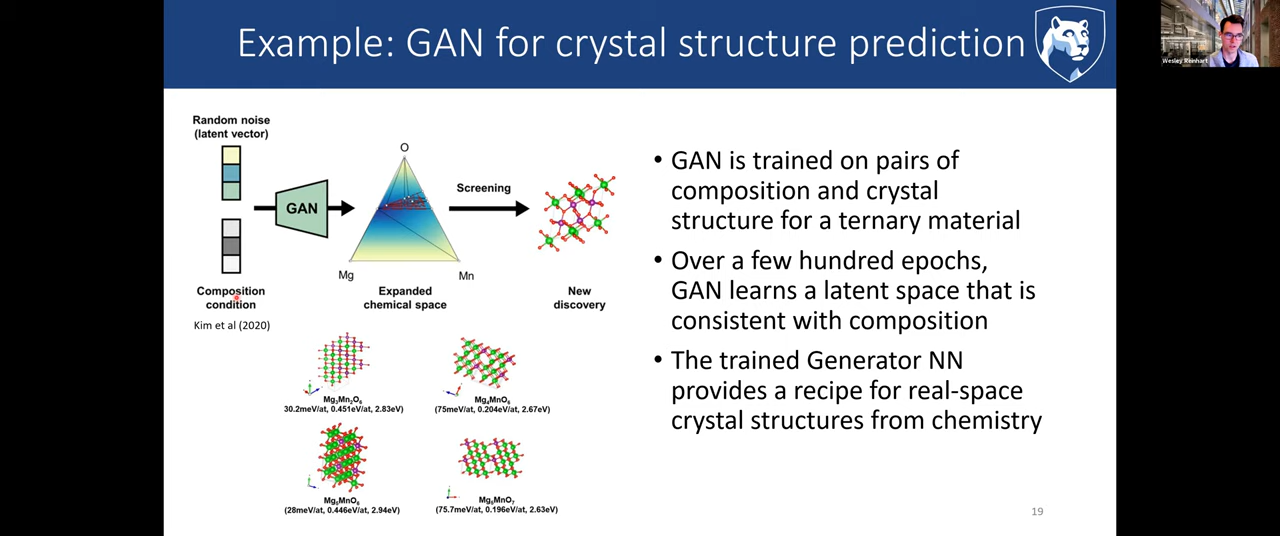 Example: GAN for crystal structure prediction
Wesley Reinhart
Random noise
(latent vector)
GAN
O
Mg
Mn
Screening
Composition
condition
Expanded
chemical space
New
discovery
Kim et al (2020)
Mg₃Mn₂O₆
30.2meV/at, 0.451eV/at, 2.83eV)
Mg₄MnO₆
(75meV/at, 0.204eV/at, 2.67eV)
MnO₆
(28meV/at, 0.446eV/at, 2.94eV)
MnO₇
(75.7meV/at, 0.196eV/at, 2.63eV)
• GAN is trained on pairs of
composition and crystal
structure for a ternary material
• Over a few hundred epochs,
GAN learns a latent space that is
consistent with composition
• The trained Generator NN
provides a recipe for real-space
crystal structures from chemistry
19